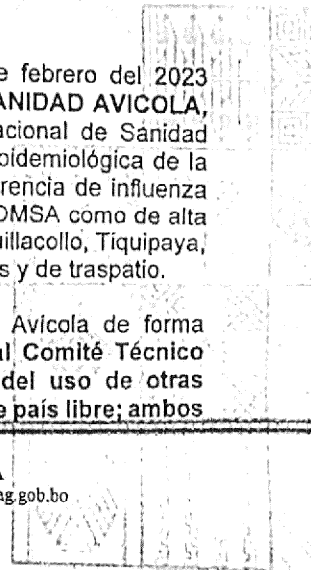 e febrero del 2023
ANIDAD AVICOLA,
acional de Sanidad
pidemiológica de la
rencia de influenza
OMSA como de alta
uillacollo, Tiquipaya,
s y de traspatio.
Avícola de forma
al Comité Técnico
del uso de otras
e país libre; ambos
A
ag.gob.bo